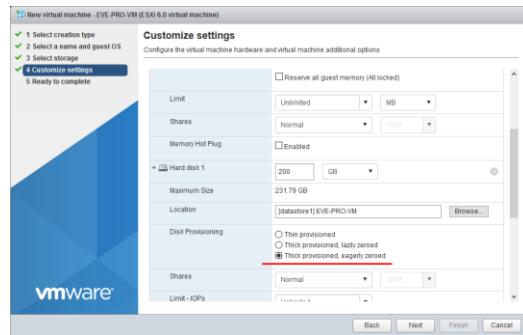 New virtual machine - EVE-PRO-VM (ESXi 6.0 virtual machine)
1 Select creation type
2 Select a name and guest OS
3 Select storage
4 Customize settings
5 Ready to complete
Customize settings
Configure the virtual machine hardware and virtual machine additional options
Reserve all guest memory (All locked)
Limit Unlimited MB
Shares Normal 1000
Memory Hot Plug Enabled
Hard disk 1 200 GB
Maximum Size 231.79 GB
Location [datastore1] EVE-PRO-VM Browse...
Disk Provisioning
Thin provisioned
Thick provisioned, lazily zeroed
Thick provisioned, eagerly zeroed
Shares Normal 1000
Limit - IOPs Unlimited
vmware
Back Next Finish Cancel